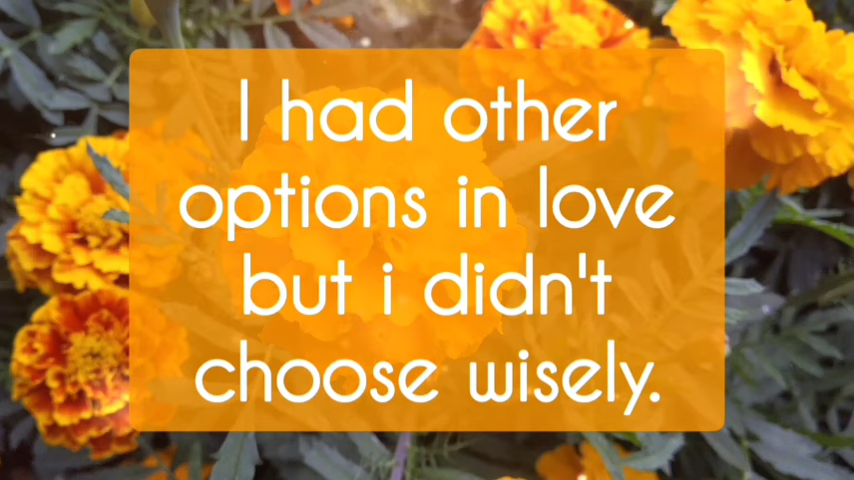 I had other
options in love
but i didn't
choose wisely.